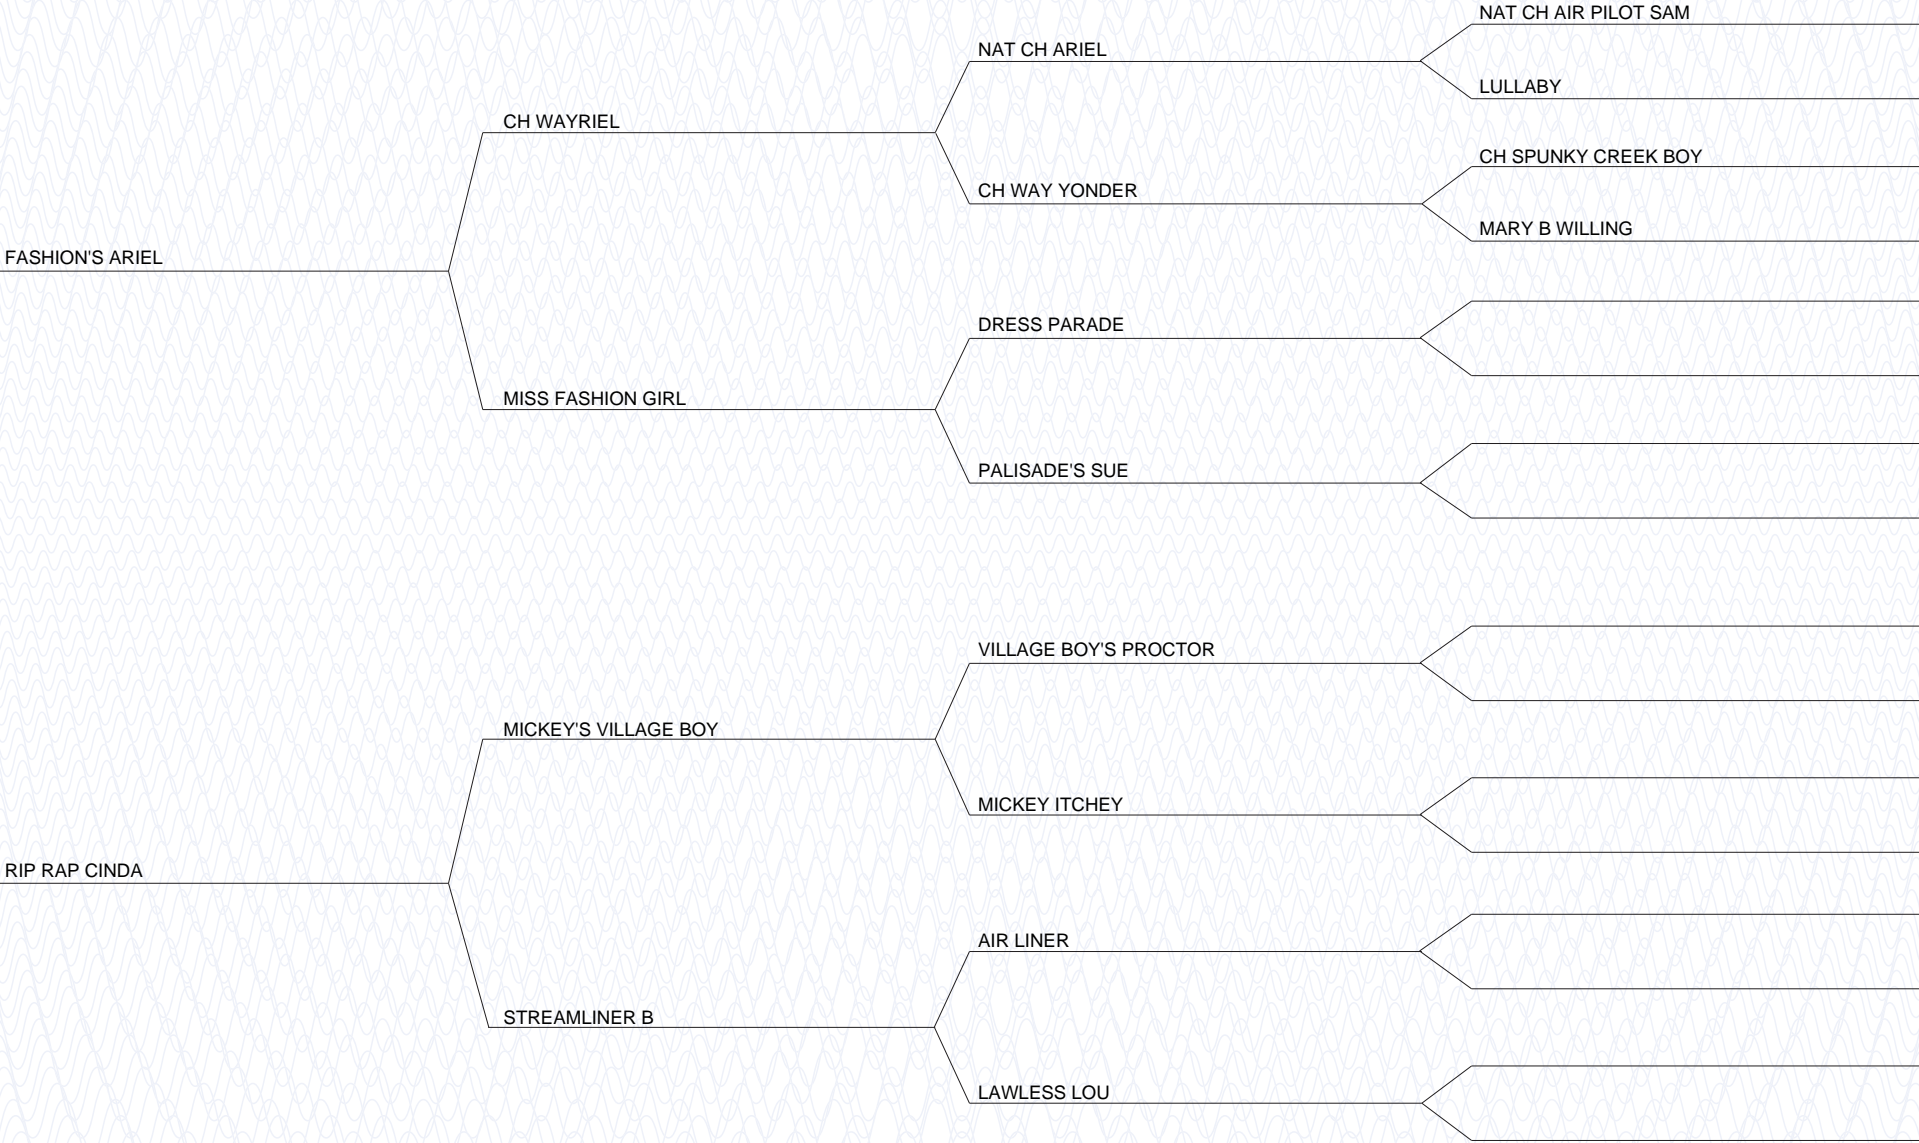 NAT CH AIR PILOT SAM
NAT CH ARIEL
LULLABY
CH WAYRIEL
CH SPUNKY CREEK BOY
CH WAY YONDER
MARY B WILLING
FASHION'S ARIEL
DRESS PARADE
MISS FASHION GIRL
PALISADE'S SUE
VILLAGE BOY'S PROCTOR
MICKEY'S VILLAGE BOY
MICKEY ITCHEY
RIP RAP CINDA
AIR LINER
STREAMLINER B
LAWLESS LOU